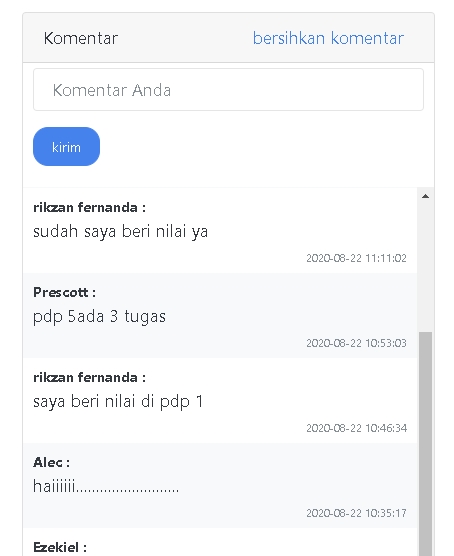 Komentar bersihkan komentar
Komentar Anda
kirim
rikzan fernanda :
sudah saya beri nilai ya
2020-08-22 11:11:02
Prescott :
pdp 5ada 3 tugas
2020-08-22 10:53:03
rikzan fernanda :
saya beri nilai di pdp 1
2020-08-22 10:46:34
Alec :
haiiiiii..........................
2020-08-22 10:35:17
Ezekiel :